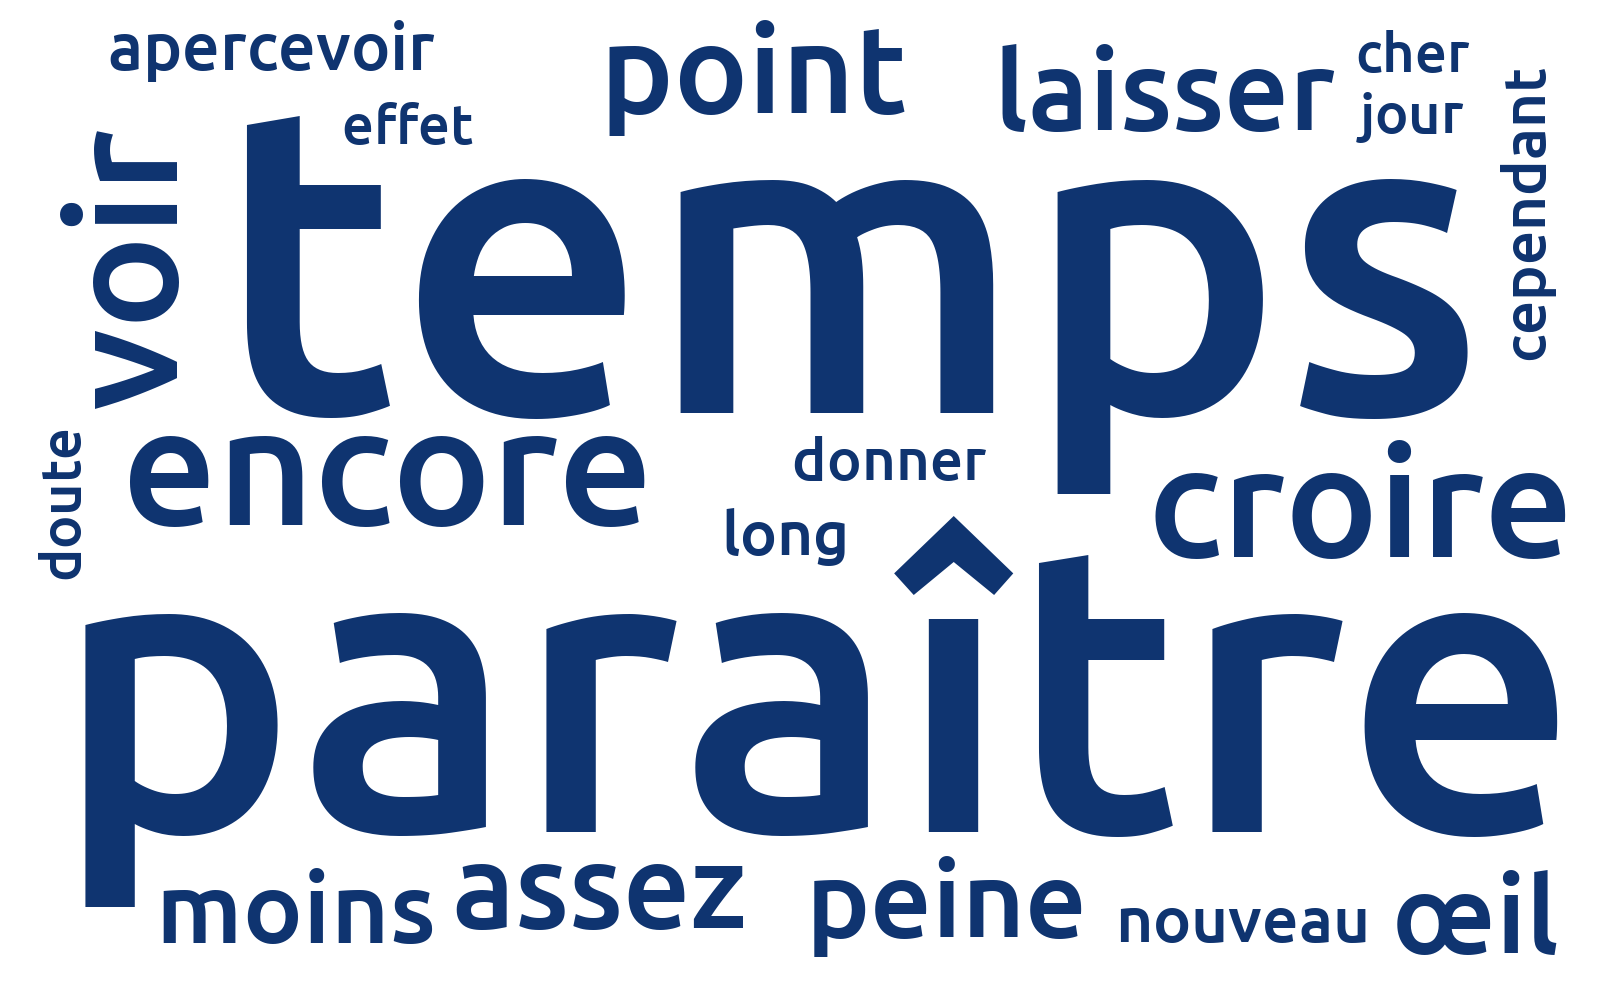 apercevoir
point
laisser
cher
jour
effet
cependant
voir
temps
encore
donner
croire
doute
long
paraître
moins
assez
peine
nouveau
œil